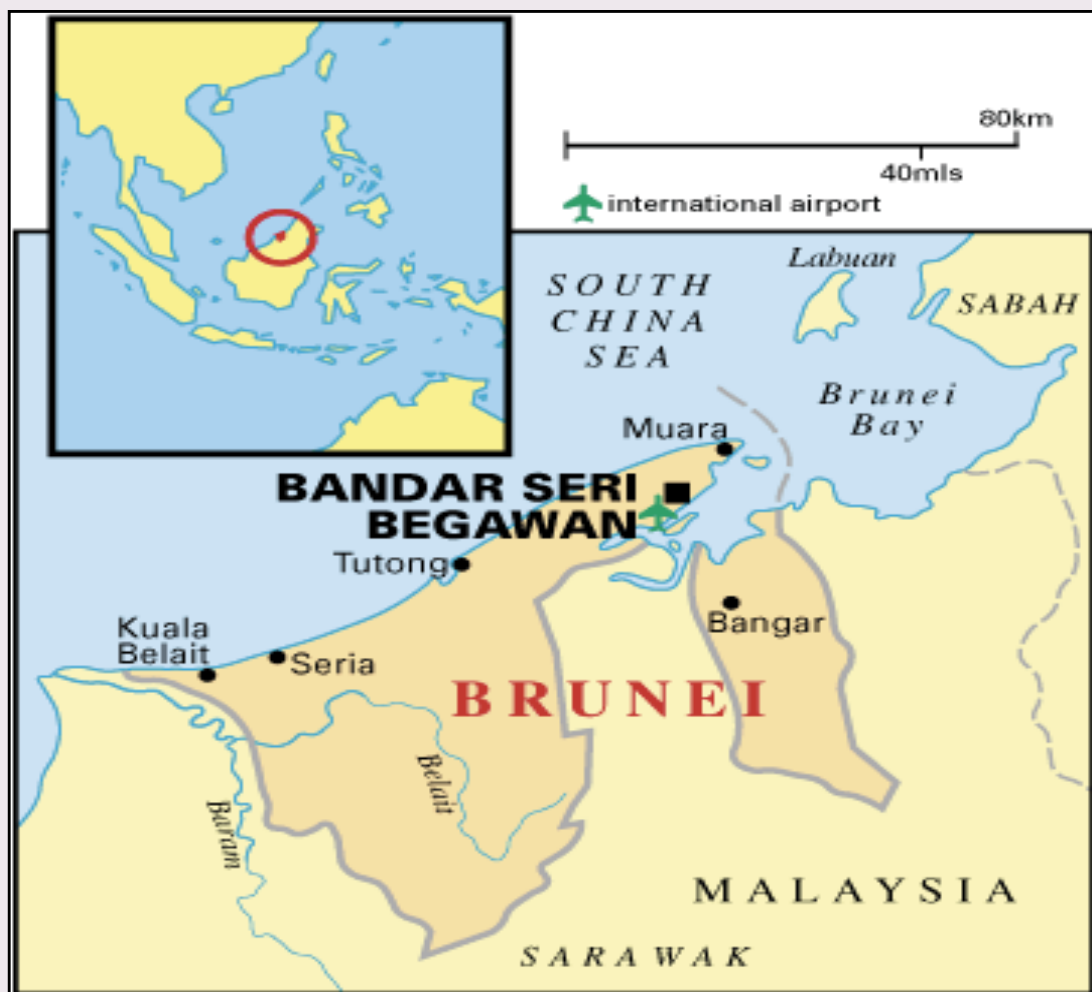 80km
40mls
international airport
Labuan
SOUTH
CHINA
SEA
SABAH
Brunei
Bay
Muara
BANDAR SERI
BEGAWAN
Tutong
Bangar
Kuala
Belait
Seria
BRUNEI
Belait
Baram
MALAYSIA
SARAWAK